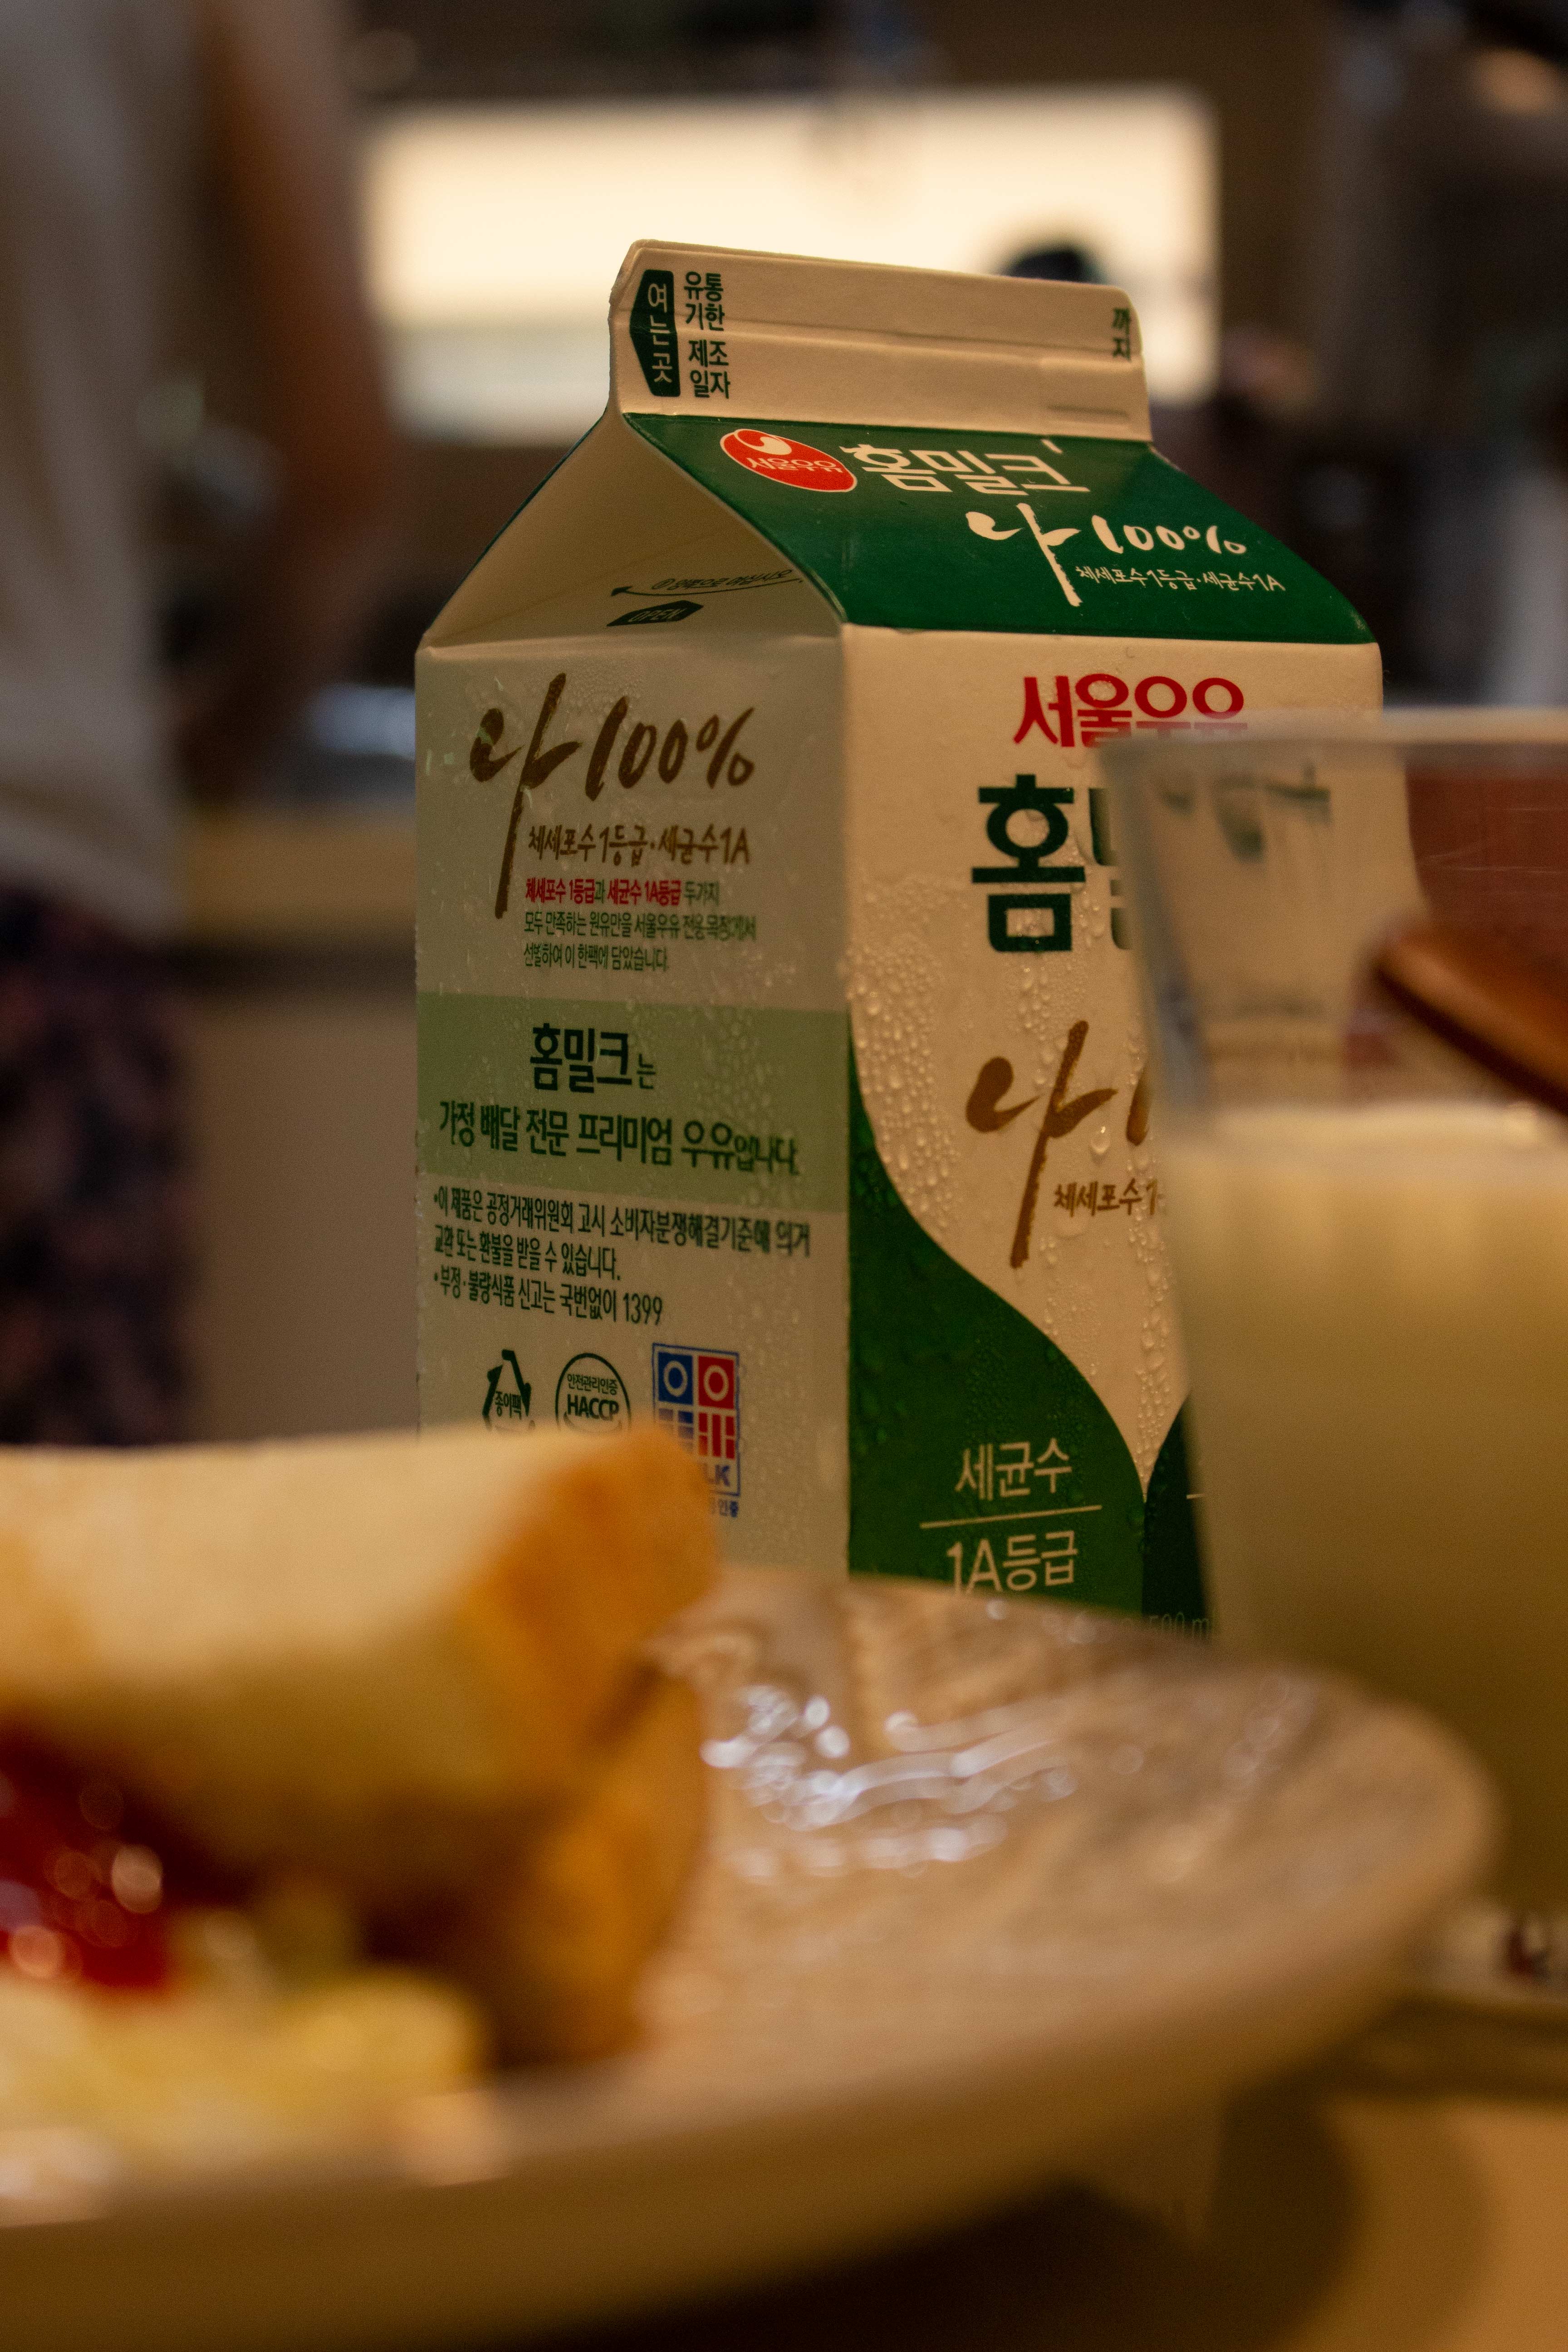 여는곳
유통
기한
제조
일자
까
지
서울우유
홈밀크
나100%
체세포수1등급·세균수1A
OPEN
나100%
체세포수1등급·세균수1A
체세포수 1등급과 세균수 1A등급 두가지
모두 만족하는 원유만을 서울우유 전용목장에서
선별하여 이 한팩에 담았습니다.
홈밀크는
가정 배달 전문 프리미엄 우유입니다.
•이 제품은 공정거래위원회 고시 소비자분쟁해결기준에 의거
교환 또는 환불을 받을 수 있습니다.
•부정·불량식품 신고는 국번없이 1399
종이팩
안전관리인증
HACCP
서울우유
홈
나
체세포수 1
세균수
1A등급